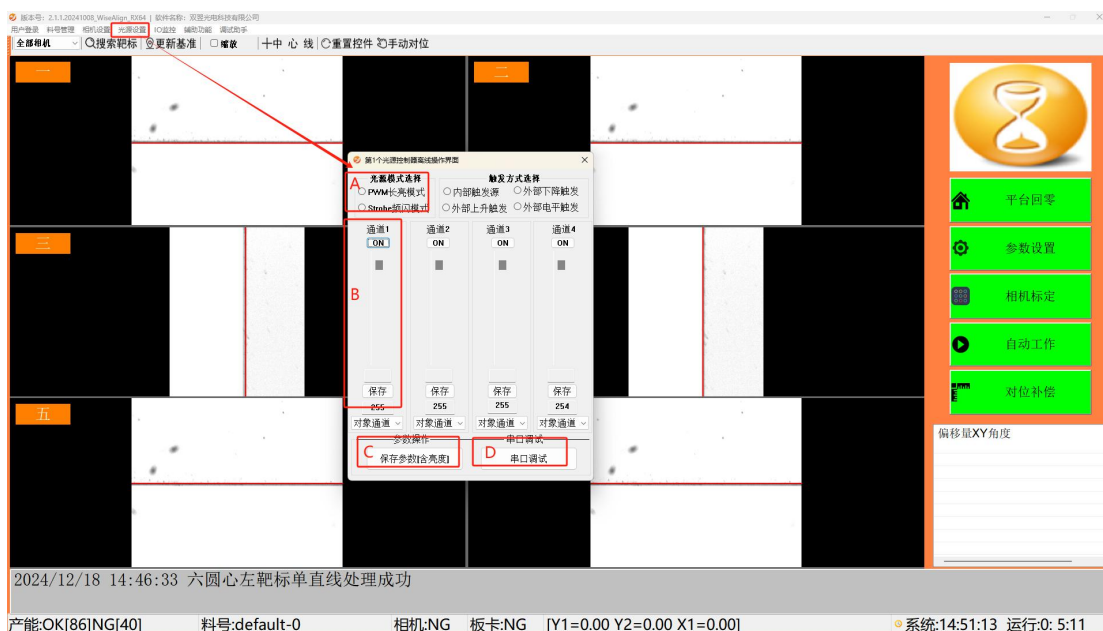 版本号: 2.1.1.20241008_WiseAlign_RX64 | 软件名称: 双翌光电科技有限公司
用户登录 料号管理 相机设置 光源设置 IO监控 辅助功能 调试助手
全部相机 搜索靶标 更新基准 缩放 十中 心 线 重置控件 手动对位
一 二
第1个光源控制器离线操作界面
A 光源模式选择 触发方式选择
PWM长亮模式 内部触发源 外部下降触发
Strobe频闪模式 外部上升触发 外部电平触发
通道1 通道2 通道3 通道4
ON ON ON ON
平台回零
三
参数设置
B
相机标定
自动工作
保存 保存 保存 保存
对位补偿
255 255 255 254
五
对象通道 对象通道 对象通道 对象通道
偏移量XY角度
参数操作 串口调试
C 保存参数[含亮度] D 串口调试
2024/12/18 14:46:33 六圆心左靶标单直线处理成功
产能:OK[86]NG[40] 料号:default-0 相机:NG 板卡:NG [Y1=0.00 Y2=0.00 X1=0.00] 系统:14:51:13 运行:0: 5:11